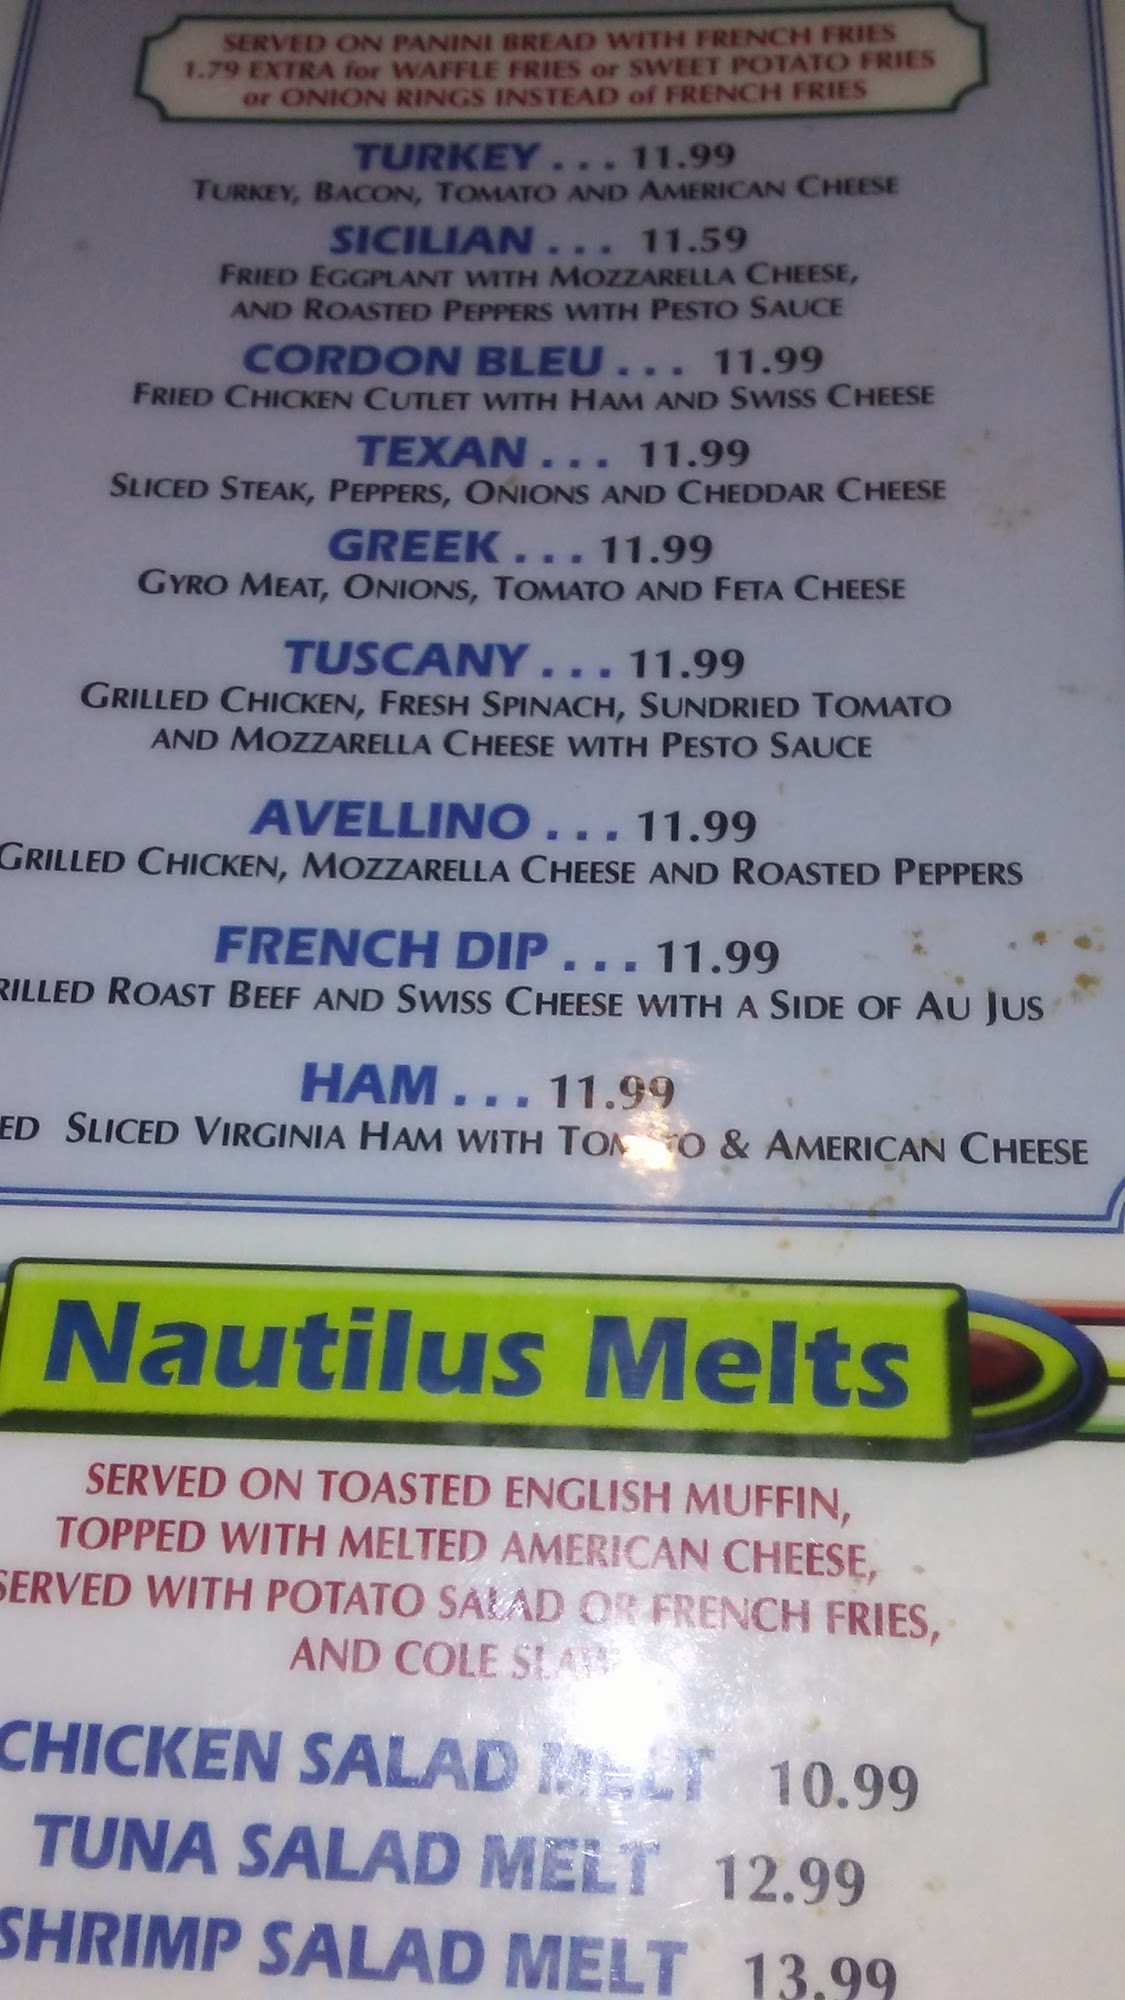 SERVED ON PANINI BREAD WITH FRENCH FRIES
1.79 EXTRA for WAFFLE FRIES or SWEET POTATO FRIES
or ONION RINGS INSTEAD of FRENCH FRIES
TURKEY . . . 11.99
TURKEY, BACON, TOMATO AND AMERICAN CHEESE
SICILIAN . . . 11.59
FRIED EGGPLANT WITH MOZZARELLA CHEESE,
AND ROASTED PEPPERS WITH PESTO SAUCE
CORDON BLEU . . . 11.99
FRIED CHICKEN CUTLET WITH HAM AND SWISS CHEESE
TEXAN . . . 11.99
SLICED STEAK, PEPPERS, ONIONS AND CHEDDAR CHEESE
GREEK . . . 11.99
GYRO MEAT, ONIONS, TOMATO AND FETA CHEESE
TUSCANY . . . 11.99
GRILLED CHICKEN, FRESH SPINACH, SUNDRIED TOMATO
AND MOZZARELLA CHEESE WITH PESTO SAUCE
AVELLINO . . . 11.99
GRILLED CHICKEN, MOZZARELLA CHEESE AND ROASTED PEPPERS
FRENCH DIP . . . 11.99
RILLED ROAST BEEF AND SWISS CHEESE WITH A SIDE OF AU JUS
HAM . . . 11.99
ED SLICED VIRGINIA HAM WITH TOMATO & AMERICAN CHEESE
Nautilus Melts
SERVED ON TOASTED ENGLISH MUFFIN,
TOPPED WITH MELTED AMERICAN CHEESE,
SERVED WITH POTATO SALAD OR FRENCH FRIES,
AND COLE SLAW
CHICKEN SALAD MELT 10.99
TUNA SALAD MELT 12.99
SHRIMP SALAD MELT 13.99